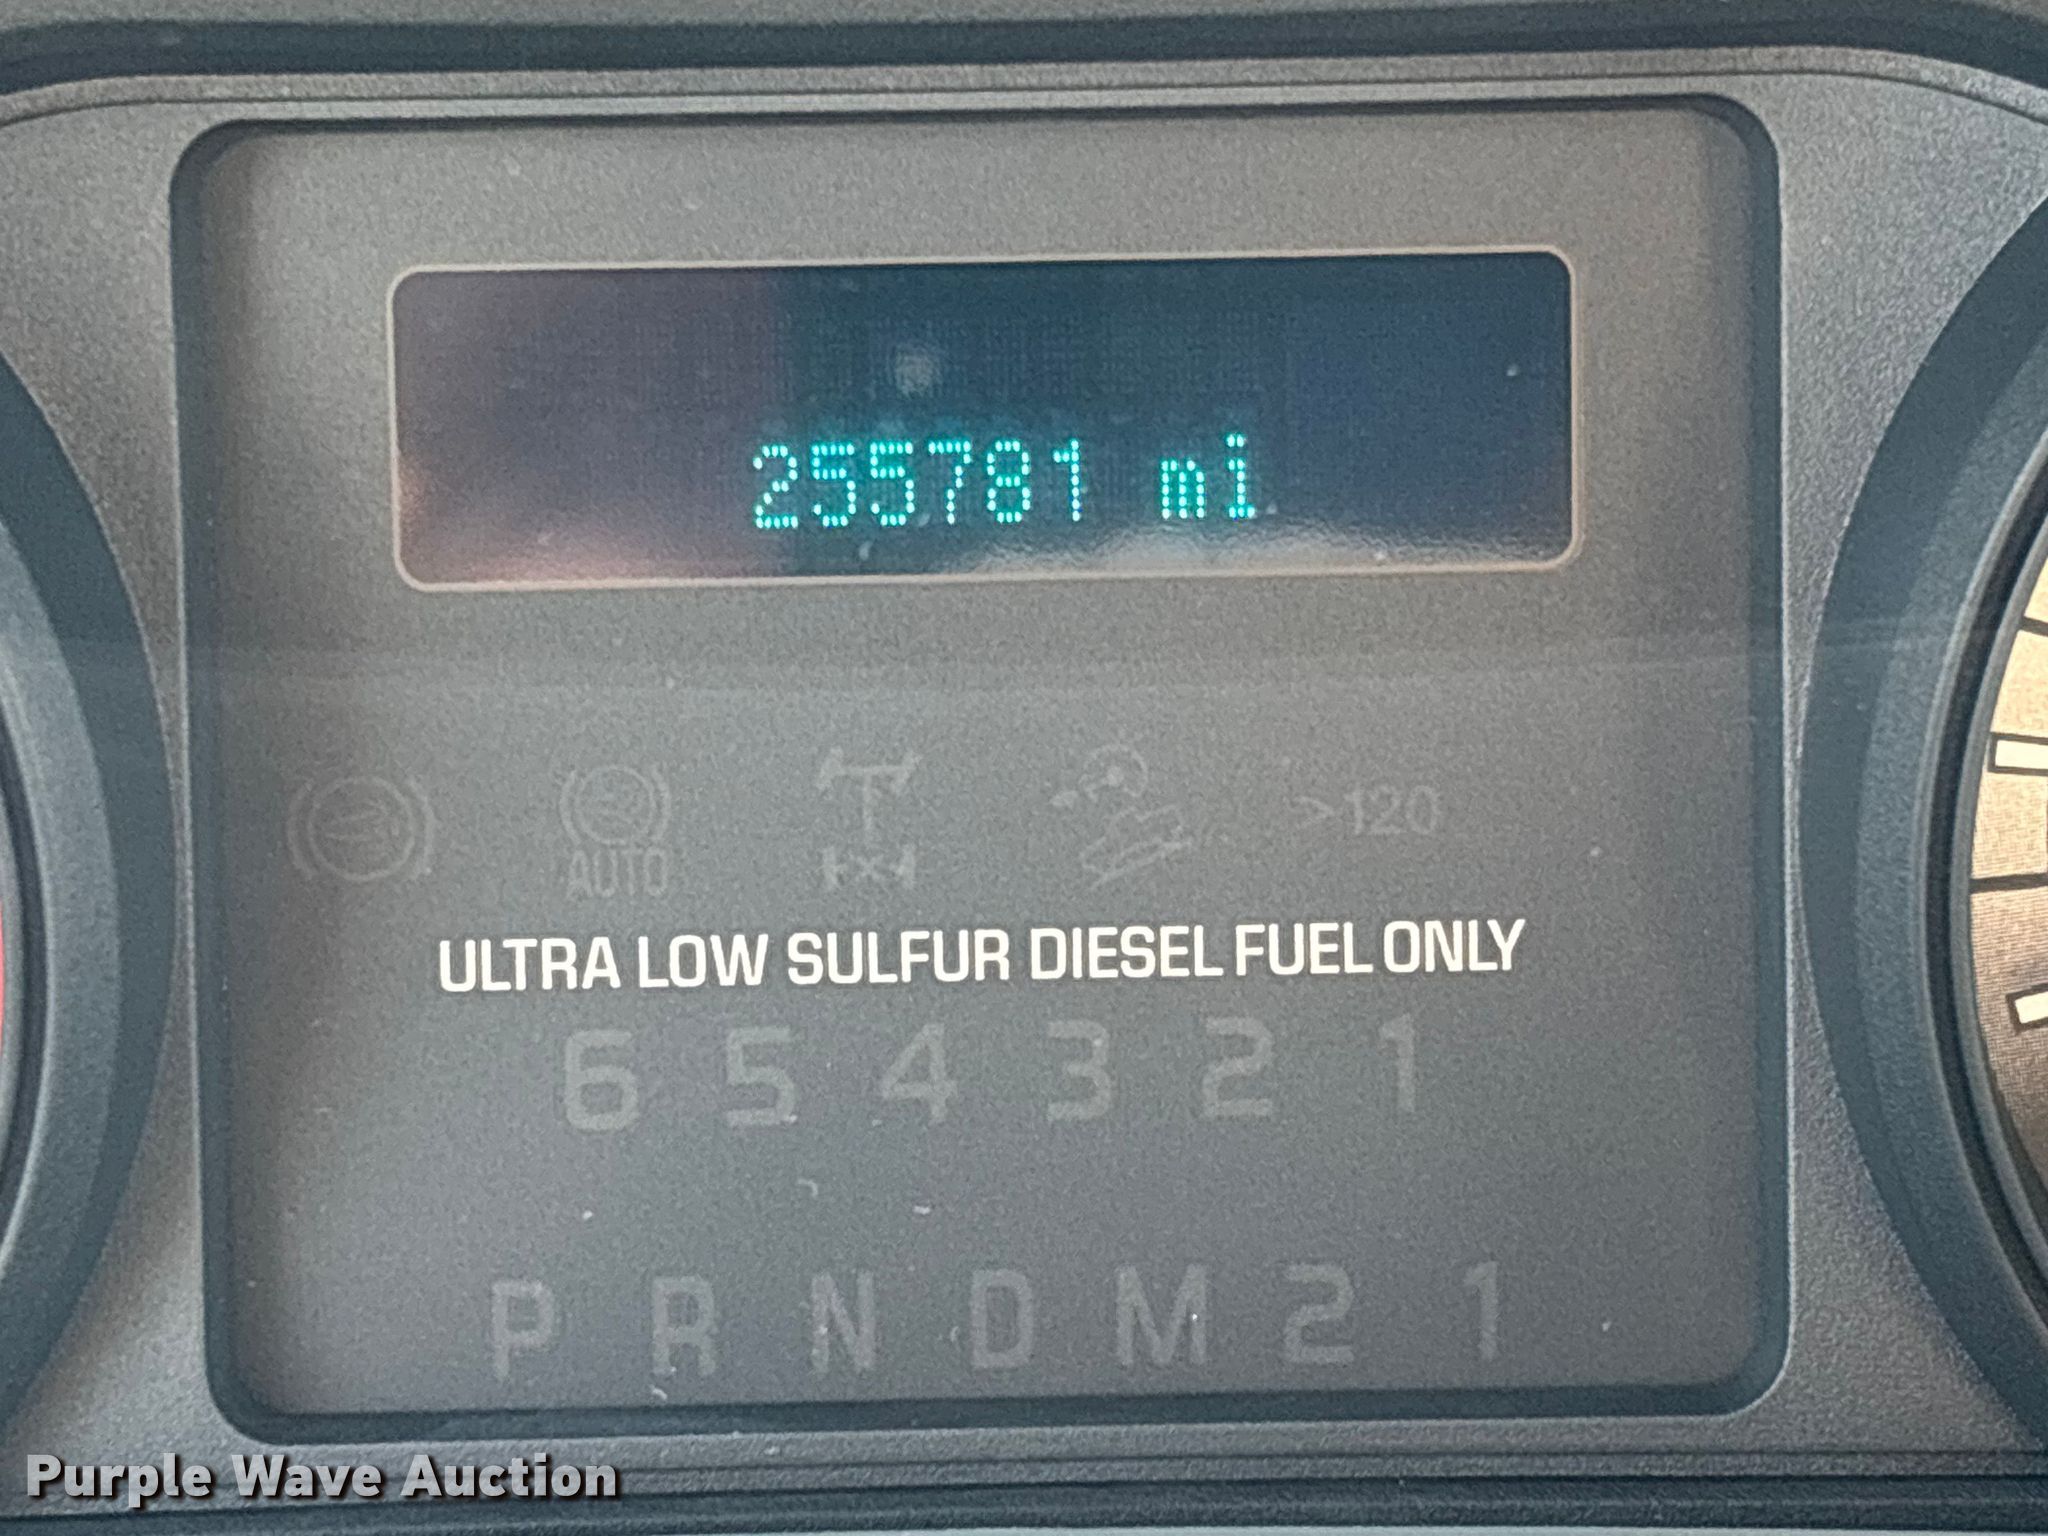 255781 mi
AUTO 4x4 >120
ULTRA LOW SULFUR DIESEL FUEL ONLY
6 5 4 3 2 1
P R N D M 2 1
Purple Wave Auction